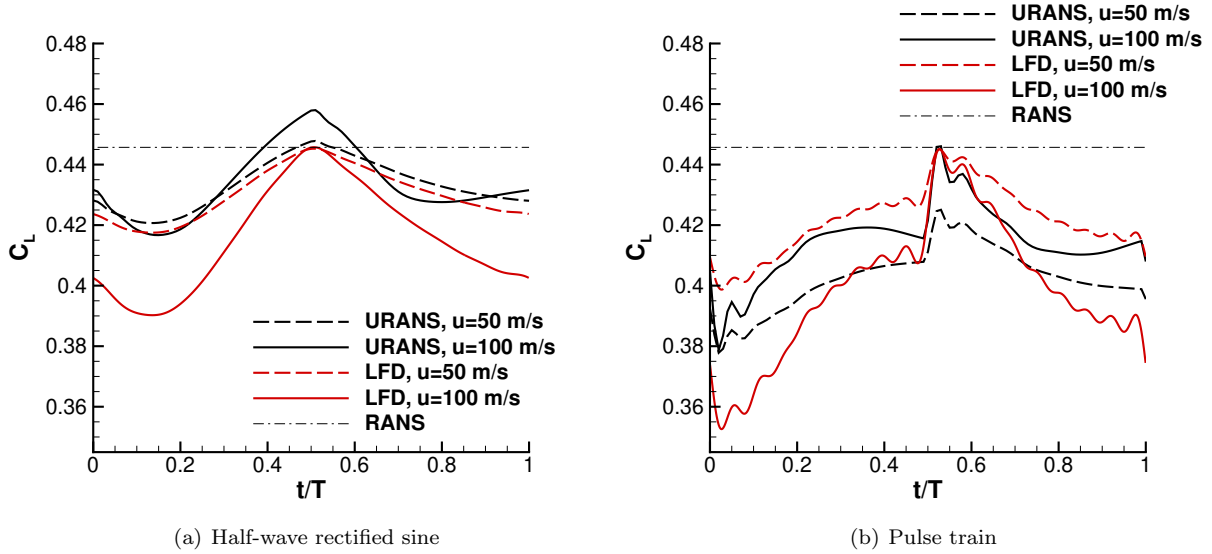 0.48
0.46
0.44
0.42
0.4
0.38
0.36
C_L
0 0.2 0.4 0.6 0.8 1
t/T
URANS, u=50 m/s
URANS, u=100 m/s
LFD, u=50 m/s
LFD, u=100 m/s
RANS
(a) Half-wave rectified sine
URANS, u=50 m/s
URANS, u=100 m/s
LFD, u=50 m/s
LFD, u=100 m/s
RANS
0.48
0.46
0.44
0.42
0.4
0.38
0.36
C_L
0 0.2 0.4 0.6 0.8 1
t/T
(b) Pulse train